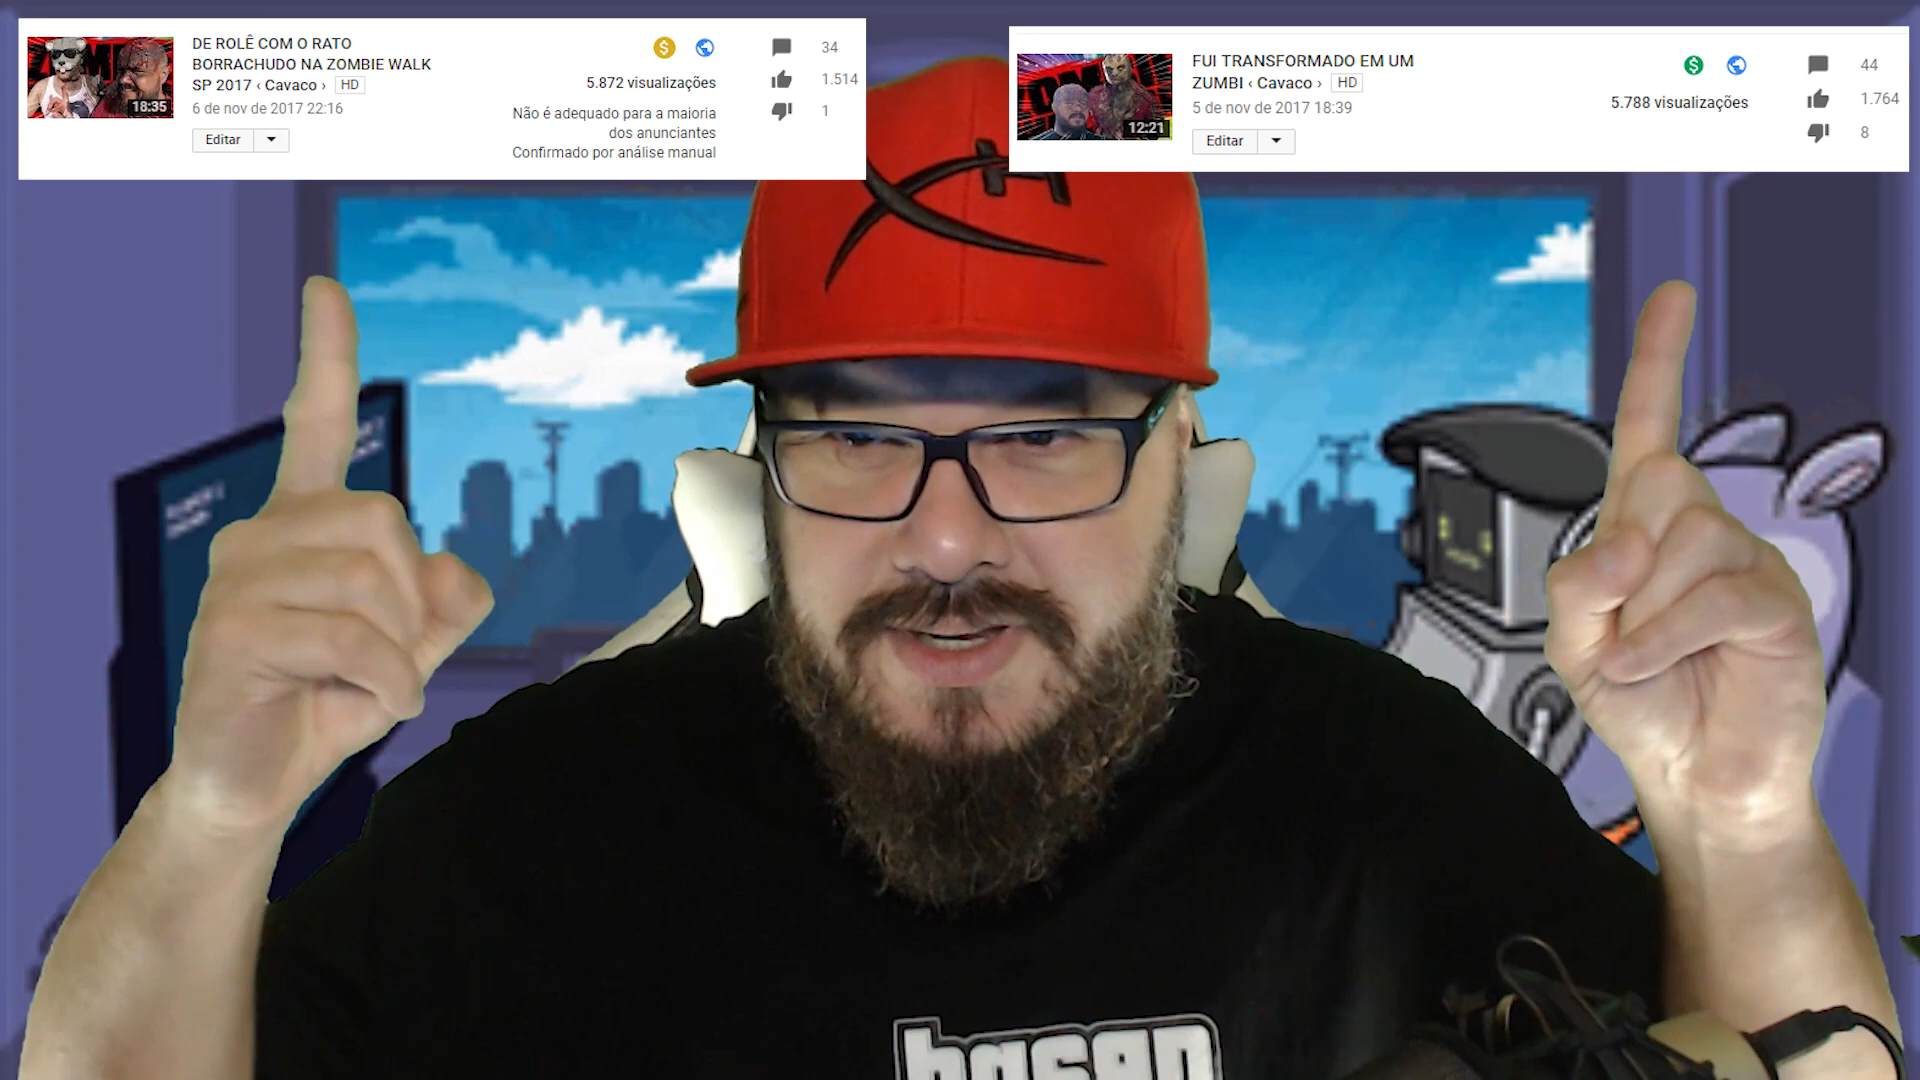 DE ROLÊ COM O RATO
BORRACHUDO NA ZOMBIE WALK
SP 2017 ‹ Cavaco › HD
6 de nov de 2017 22:16
Editar
18:35
5.872 visualizações
Não é adequado para a maioria
dos anunciantes
Confirmado por análise manual
34
1.514
1
FUI TRANSFORMADO EM UM
ZUMBI ‹ Cavaco › HD
5 de nov de 2017 18:39
Editar
12:21
5.788 visualizações
44
1.764
8